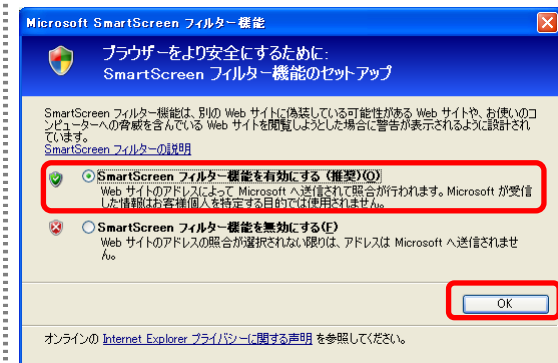 Microsoft SmartScreen フィルター機能
ブラウザーをより安全にするために:
SmartScreen フィルター機能のセットアップ
SmartScreen フィルター機能は、別の Web サイトに偽装している可能性がある Web サイトや、お使いのコ
ンピューターへの脅威を含んでいる Web サイトを閲覧しようとした場合に警告が表示されるように設計され
ています。
SmartScreen フィルターの説明
SmartScreen フィルター機能を有効にする (推奨)(O)
Web サイトのアドレスによって Microsoft へ送信されて照合が行われます。Microsoft が受信
した情報はお客様個人を特定する目的では使用されません。
SmartScreen フィルター機能を無効にする(F)
Web サイトのアドレスの照合が選択されない限りは、アドレスは Microsoft へ送信されませ
ん。
OK
オンラインの Internet Explorer プライバシーに関する声明 を参照してください。